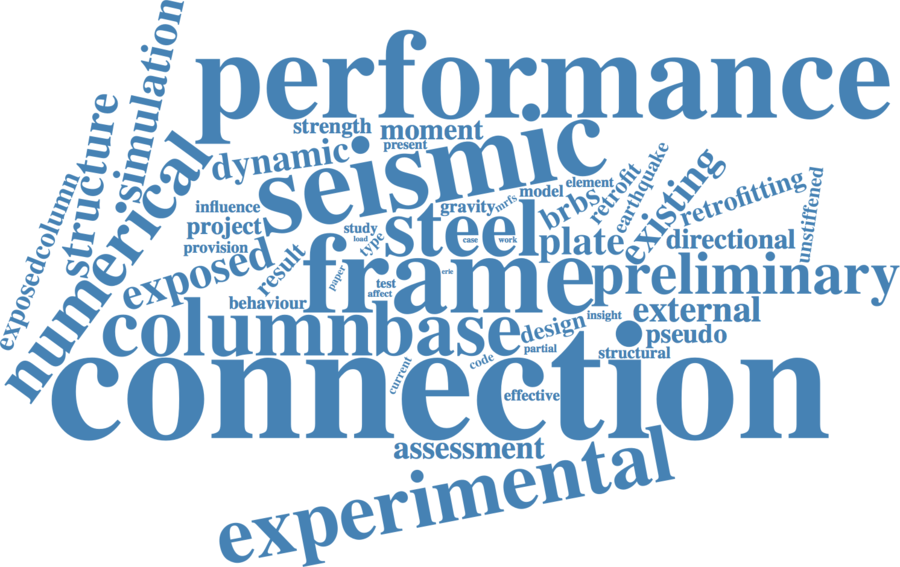 simulation
performance
structure
numerical
strength
moment
present
dynamic
seismic
existing
earthquake
retrofit
element
model
mrfs
gravity
brbs
retrofitting
unstiffened
exposedcolumn
influence
project
provision
study
load
type
steel
case
work
plate
directional
exposed
result
paper
frame
erie
test
affect
preliminary
behaviour
columnbase
design
insight
external
pseudo
partial
structural
code
current
connection
effective
assessment
experimental